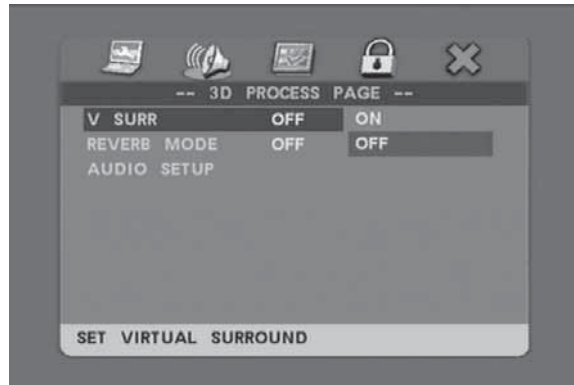 -- 3D PROCESS PAGE --
V SURR OFF ON
REVERB MODE OFF OFF
AUDIO SETUP
SET VIRTUAL SURROUND